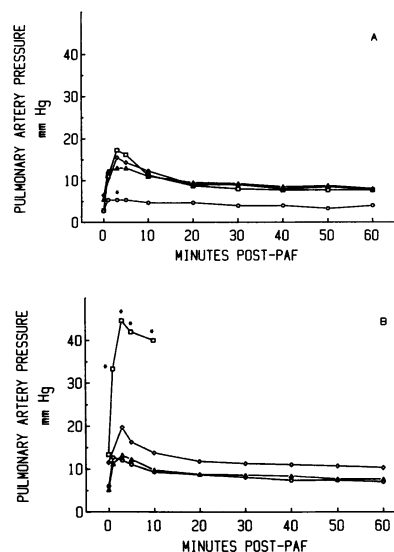 A
PULMONARY ARTERY PRESSURE
mm Hg
40
30
20
10
0
0 10 20 30 40 50 60
MINUTES POST-PAF
B
PULMONARY ARTERY PRESSURE
mm Hg
40
30
20
10
0
0 10 20 30 40 50 60
MINUTES POST-PAF